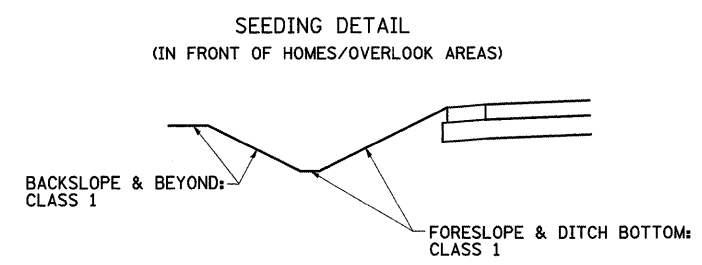 SEEDING DETAIL
(IN FRONT OF HOMES/OVERLOOK AREAS)
BACKSLOPE & BEYOND:
CLASS 1
FORESLOPE & DITCH BOTTOM:
CLASS 1